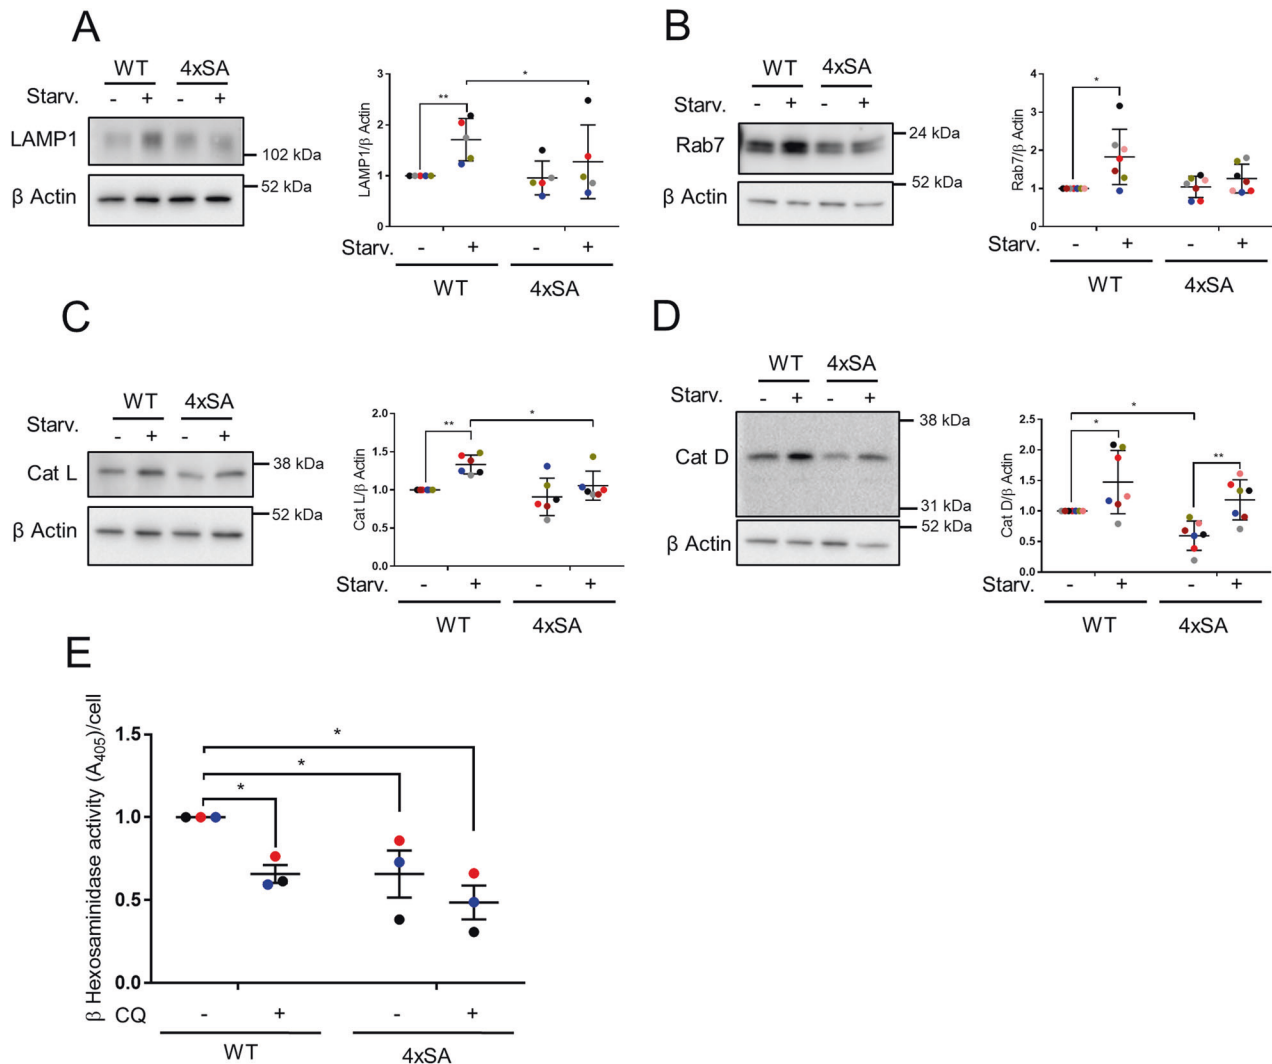 A
WT 4xSA
Starv. - + - +
LAMP1
102 kDa
β Actin
52 kDa
LAMP1/β Actin
3
2
1
0
**
*
Starv. - + - +
WT 4xSA
B
WT 4xSA
Starv. - + - +
Rab7
24 kDa
β Actin
52 kDa
Rab7/β Actin
4
3
2
1
0
*
Starv. - + - +
WT 4xSA
C
WT 4xSA
Starv. - + - +
Cat L
38 kDa
β Actin
52 kDa
Cat L/β Actin
2.0
1.5
1.0
0.5
0.0
**
*
Starv. - + - +
WT 4xSA
D
WT 4xSA
Starv. - + - +
Cat D
38 kDa
31 kDa
β Actin
52 kDa
Cat D/β Actin
2.5
2.0
1.5
1.0
0.5
0.0
*
*
**
Starv. - + - +
WT 4xSA
E
β Hexosaminidase activity (A405)/cell
1.5
1.0
0.5
0.0
*
*
*
CQ - + - +
WT 4xSA